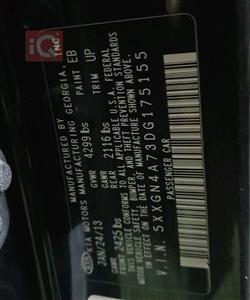 iQ
INC.
KIA
MANUFACTURED BY GEORGIA,
KIA MOTORS MANUFACTURING PAINT EB
JAN/24/13 GVWR 4299 lbs TRIM UP
GAWR FRONT 2425 lbs GAWR REAR 2116 lbs
THIS VEHICLE CONFORMS TO ALL APPLICABLE U.S.A. FEDERAL
MOTOR VEHICLE SAFETY, BUMPER, AND THEFT PREVENTION STANDARDS
IN EFFECT ON THE DATE OF MANUFACTURE SHOWN ABOVE.
V.I.N. 5XXGN4A73DG175155
PASSENGER CAR